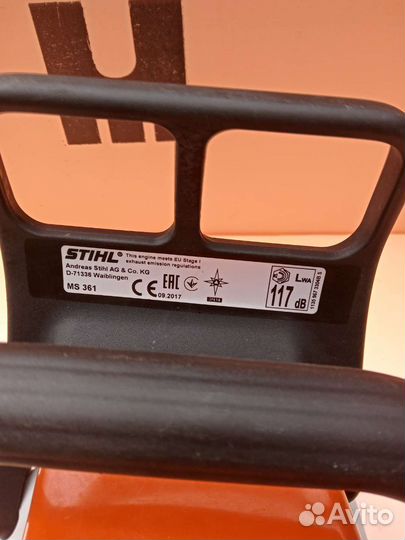 STIHL® This engine meets EU Stage I
exhaust emission regulations
Andreas Stihl AG & Co. KG
D-71336 Waiblingen
MS 361
CE EAC
09.2017
LWA
117 dB
Avito